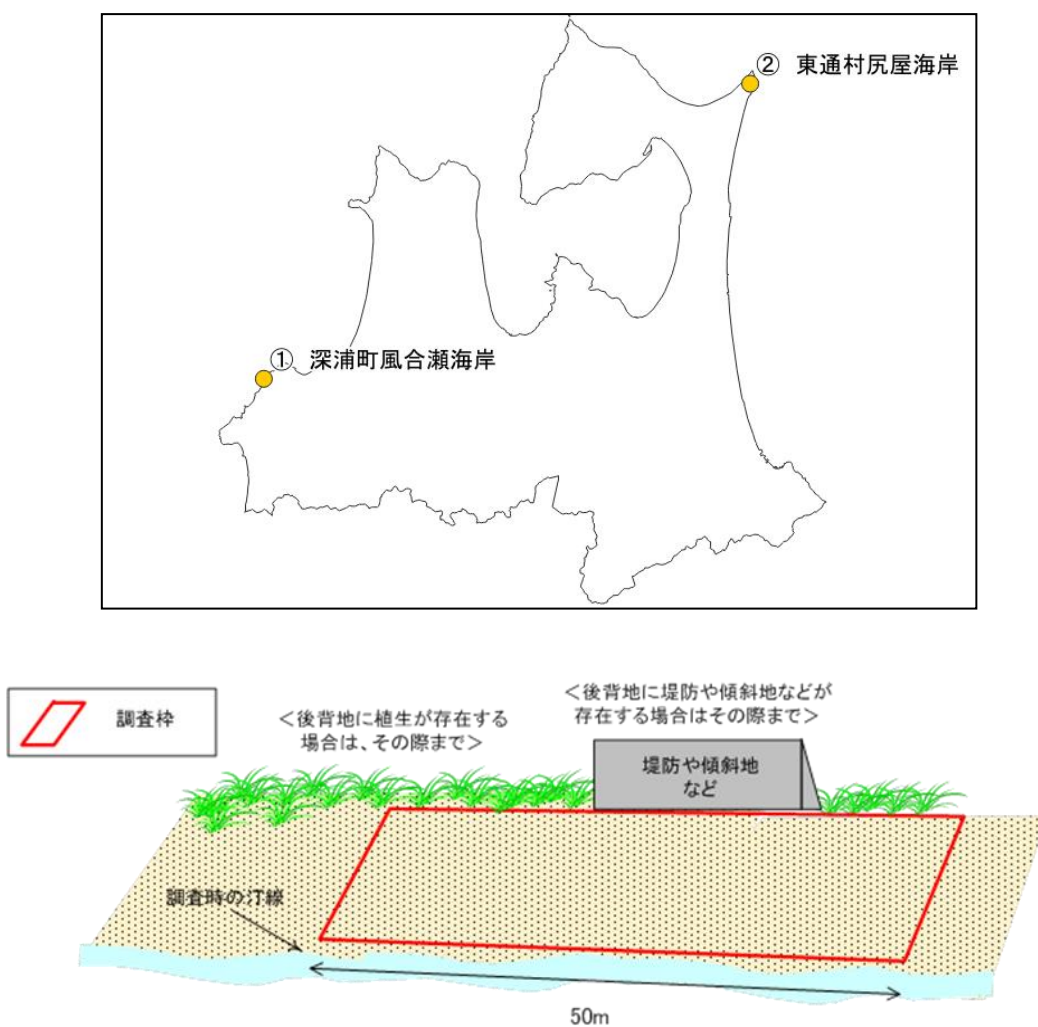 ② 東通村尻屋海岸
① 深浦町風合瀬海岸
調査枠
<後背地に植生が存在する
場合は、その際まで>
<後背地に堤防や傾斜地などが
存在する場合はその際まで>
堤防や傾斜地
など
調査時の汀線
50m